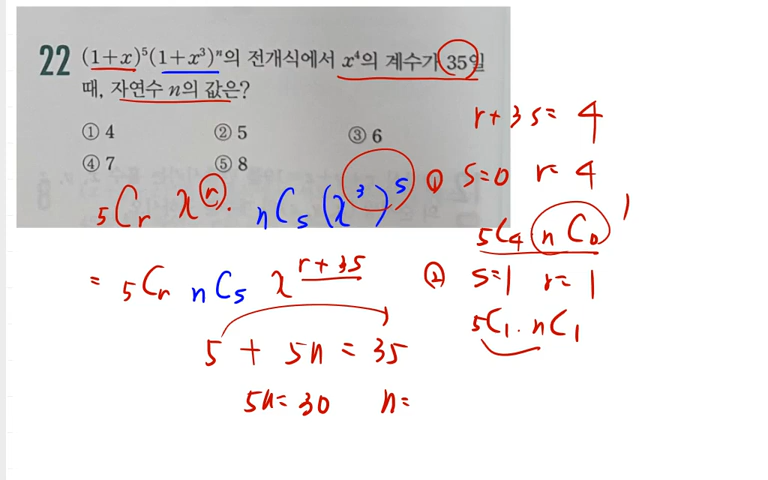 22 (1+x)⁵(1+x³)ⁿ의 전개식에서 x⁴의 계수가 35일
때, 자연수 n의 값은?
① 4 ② 5 ③ 6
④ 7 ⑤ 8
₅Cᵣ xʳ · ₙCₛ (x³)ˢ
= ₅Cᵣ ₙCₛ x^(r+3s)
5 + 5n = 35
5n = 30 n =
r + 3s = 4
① s=0 r=4
₅C₄ ₙC₀ 1
② s=1 r=1
₅C₁ · ₙC₁